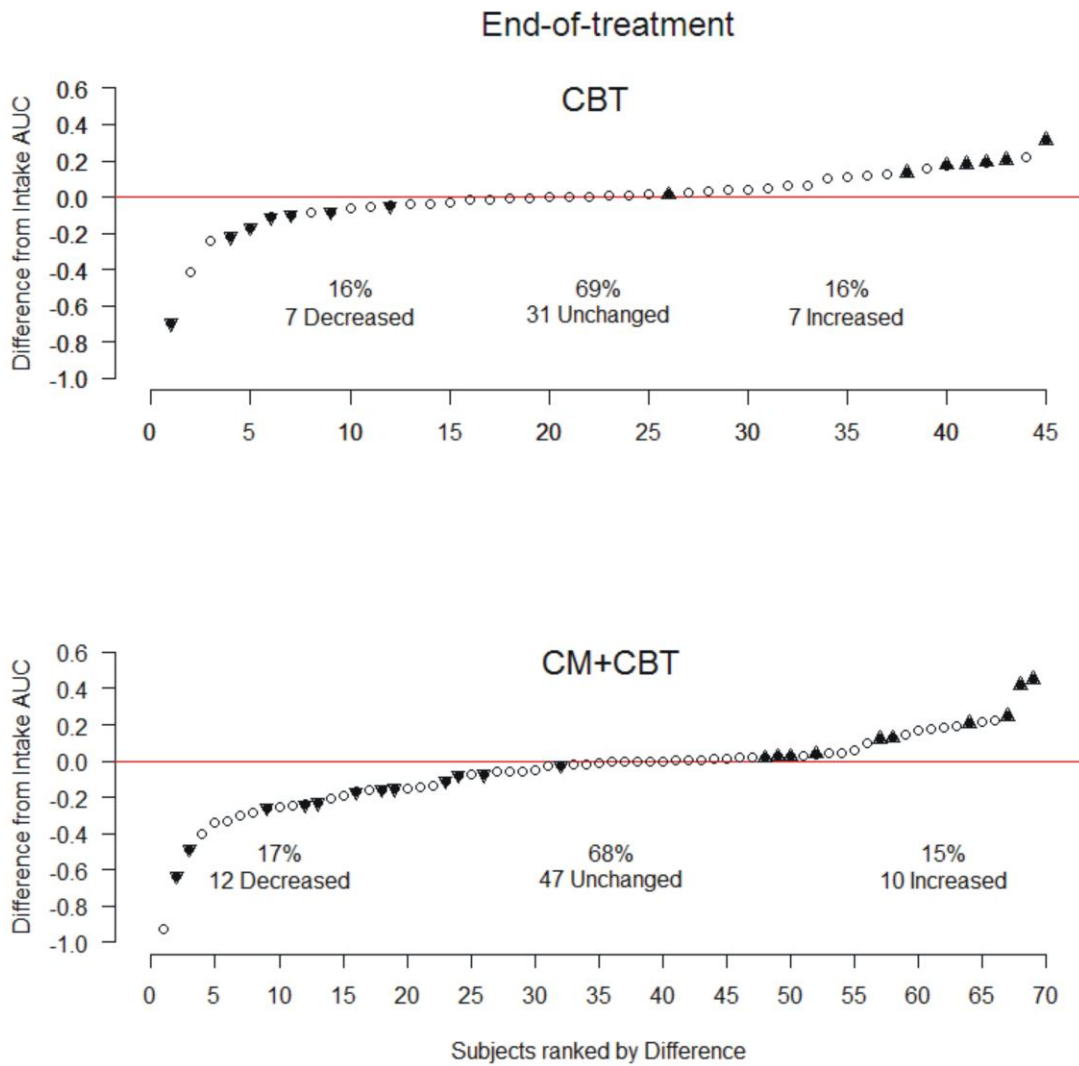 End-of-treatment
CBT
Difference from Intake AUC
0.6
0.4
0.2
0.0
-0.2
-0.4
-0.6
-0.8
-1.0
16% 69% 16%
7 Decreased 31 Unchanged 7 Increased
0 5 10 15 20 25 30 35 40 45
CM+CBT
Difference from Intake AUC
0.6
0.4
0.2
0.0
-0.2
-0.4
-0.6
-0.8
-1.0
17% 68% 15%
12 Decreased 47 Unchanged 10 Increased
0 5 10 15 20 25 30 35 40 45 50 55 60 65 70
Subjects ranked by Difference